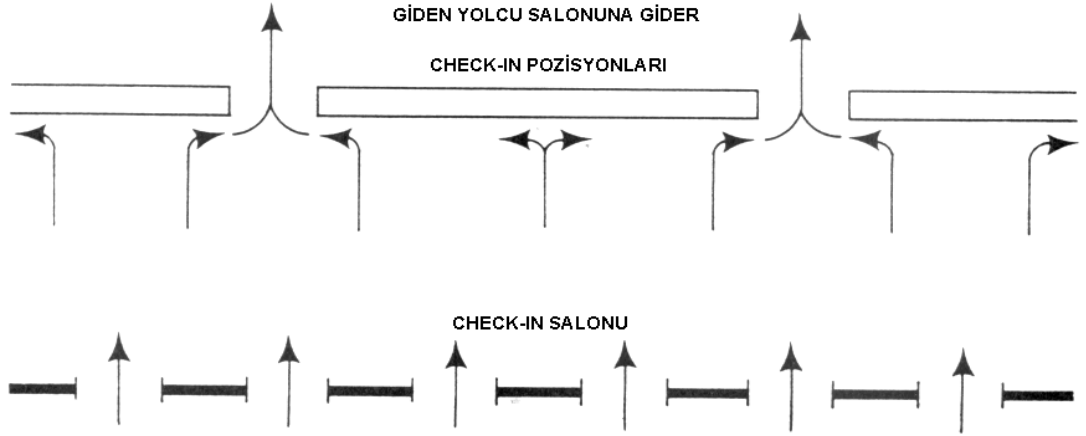 GİDEN YOLCU SALONUNA GİDER
CHECK-IN POZİSYONLARI
CHECK-IN SALONU